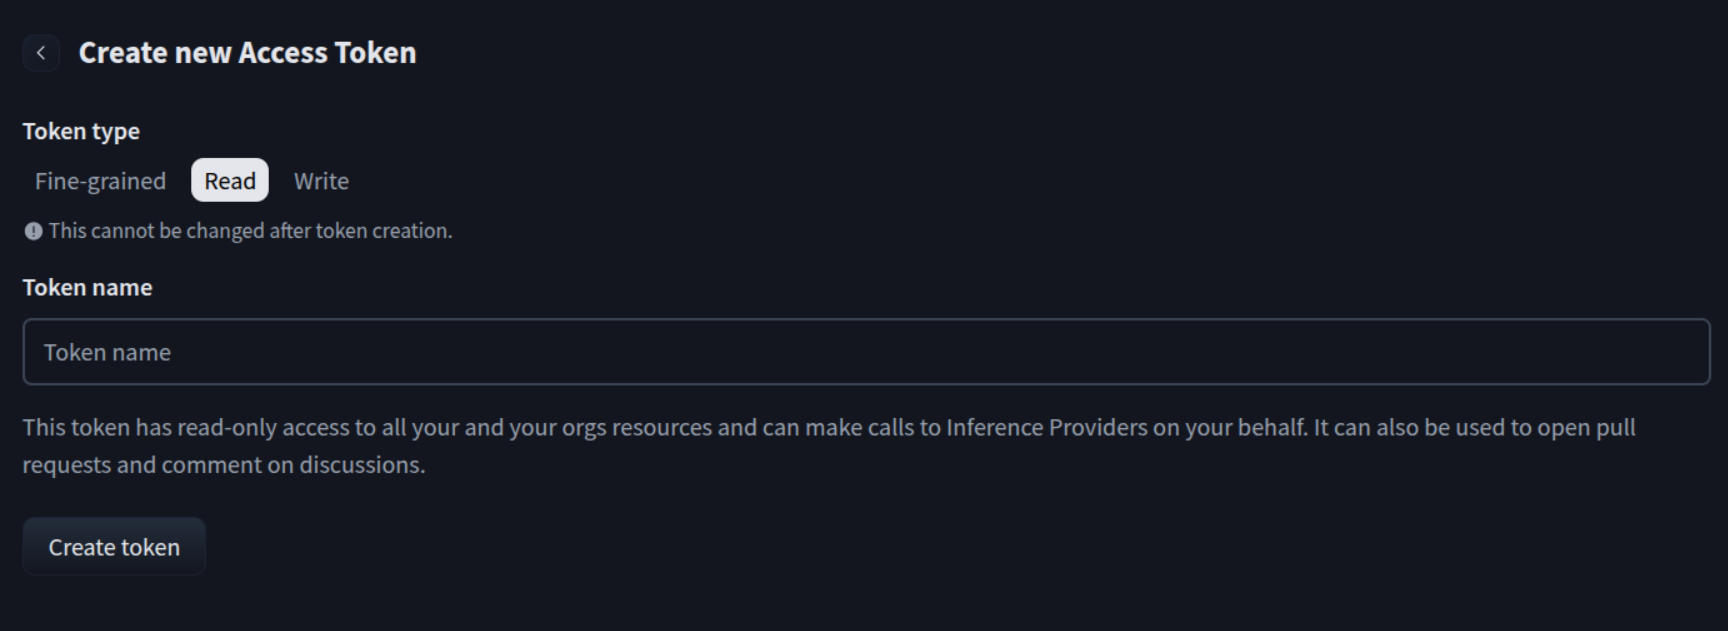 Create new Access Token
Token type
Fine-grained Read Write
This cannot be changed after token creation.
Token name
Token name
This token has read-only access to all your and your orgs resources and can make calls to Inference Providers on your behalf. It can also be used to open pull
requests and comment on discussions.
Create token